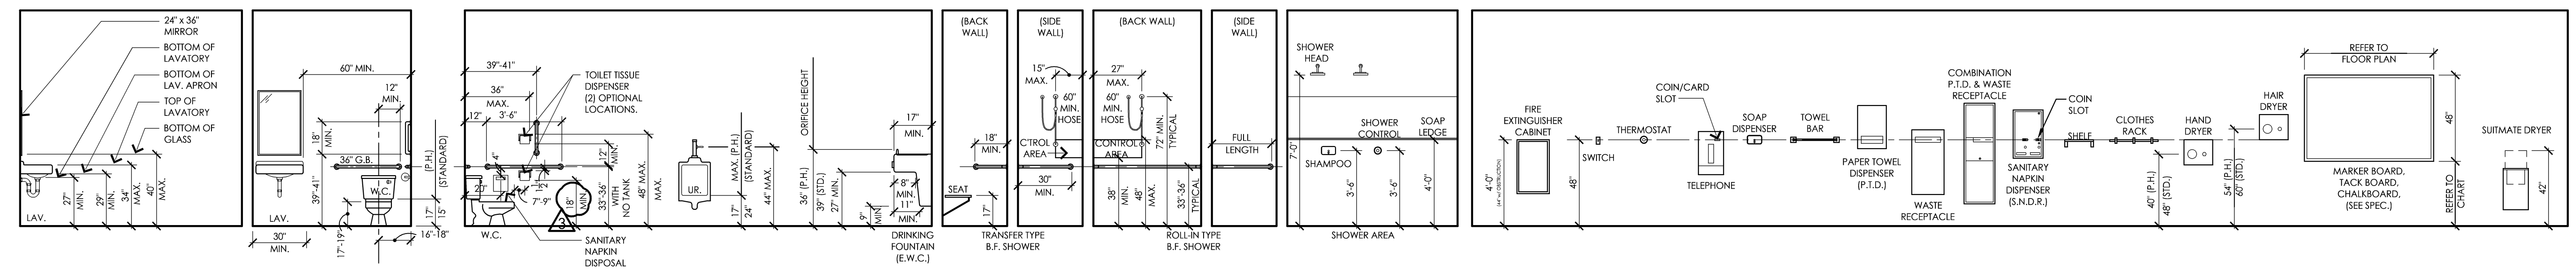 24" x 36"
MIRROR
BOTTOM OF
LAVATORY
BOTTOM OF
LAV. APRON
TOP OF
LAVATORY
BOTTOM OF
GLASS
27"
MIN.
29"
MIN.
34"
MAX.
40"
MAX.
LAV.
60" MIN.
12"
MIN.
18"
MIN.
36" G.B.
39"-41"
W.C.
(P.H.)
(STANDARD)
17"
15"
LAV.
30"
MIN.
17"-19"
16"-18"
39"-41"
36"
MAX.
12"
3'-6"
TOILET TISSUE
DISPENSER
(2) OPTIONAL
LOCATIONS.
4"
12"
MIN.
20"
7"-9"
18"
MIN.
33"-36"
WITH
NO TANK
48" MAX.
MAX.
3
W.C.
SANITARY
NAPKIN
DISPOSAL
UR.
MAX. (P.H.)
(STANDARD)
17"
24"
44" MAX.
ORIFICE HEIGHT
36" (P.H.)
39" (STD.)
27" MIN.
9"
MIN.
17"
MIN.
8"
MIN.
11"
MIN.
DRINKING
FOUNTAIN
(E.W.C.)
(BACK
WALL)
18"
MIN.
SEAT
17"
(SIDE
WALL)
15"
MAX.
60"
MIN.
HOSE
C'TROL
AREA
30"
MIN.
TRANSFER TYPE
B.F. SHOWER
(BACK WALL)
27"
MAX.
60"
MIN.
HOSE
CONTROL
AREA
72" MIN.
TYPICAL
38"
MIN.
48"
MAX.
33"-36"
TYPICAL
ROLL-IN TYPE
B.F. SHOWER
(SIDE
WALL)
FULL
LENGTH
SHOWER
HEAD
7'-0"
SHAMPOO
3'-6"
SHOWER
CONTROL
3'-6"
SOAP
LEDGE
4'-0"
SHOWER AREA
4'-0"
(44" w/ OBSTRUCTION)
FIRE
EXTINGUISHER
CABINET
48"
SWITCH
THERMOSTAT
COIN/CARD
SLOT
TELEPHONE
SOAP
DISPENSER
TOWEL
BAR
PAPER TOWEL
DISPENSER
(P.T.D.)
WASTE
RECEPTACLE
COMBINATION
P.T.D. & WASTE
RECEPTACLE
COIN
SLOT
SANITARY
NAPKIN
DISPENSER
(S.N.D.R.)
SHELF
CLOTHES
RACK
40" (P.H.)
48" (STD.)
HAND
DRYER
54" (P.H.)
60" (STD.)
HAIR
DRYER
REFER TO
FLOOR PLAN
48"
MARKER BOARD,
TACK BOARD,
CHALKBOARD,
(SEE SPEC.)
REFER TO
CHART
SUITMATE DRYER
42"